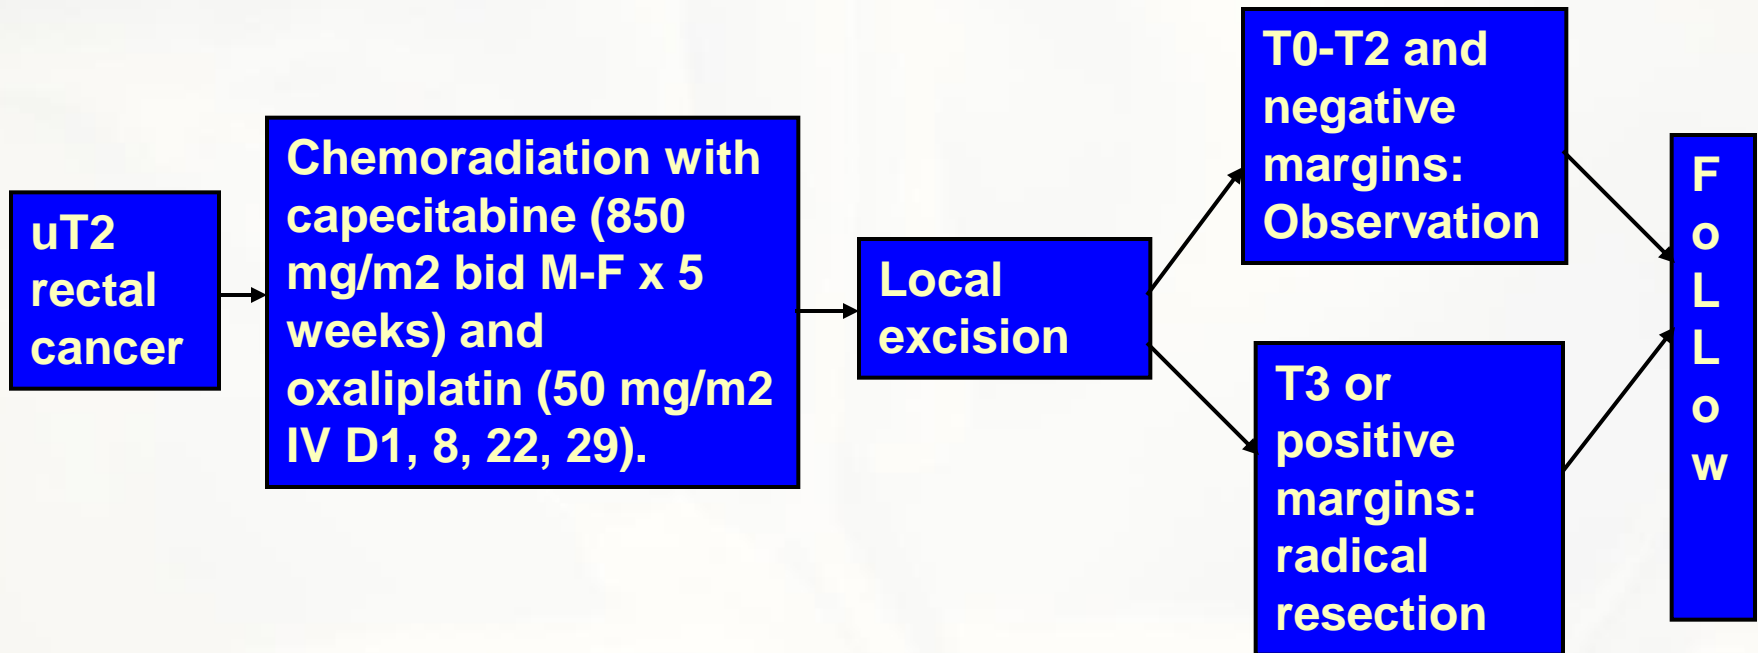 uT2
rectal
cancer
Chemoradiation with
capecitabine (850
mg/m2 bid M-F x 5
weeks) and
oxaliplatin (50 mg/m2
IV D1, 8, 22, 29).
Local
excision
T0-T2 and
negative
margins:
Observation
T3 or
positive
margins:
radical
resection
F
o
L
L
o
w